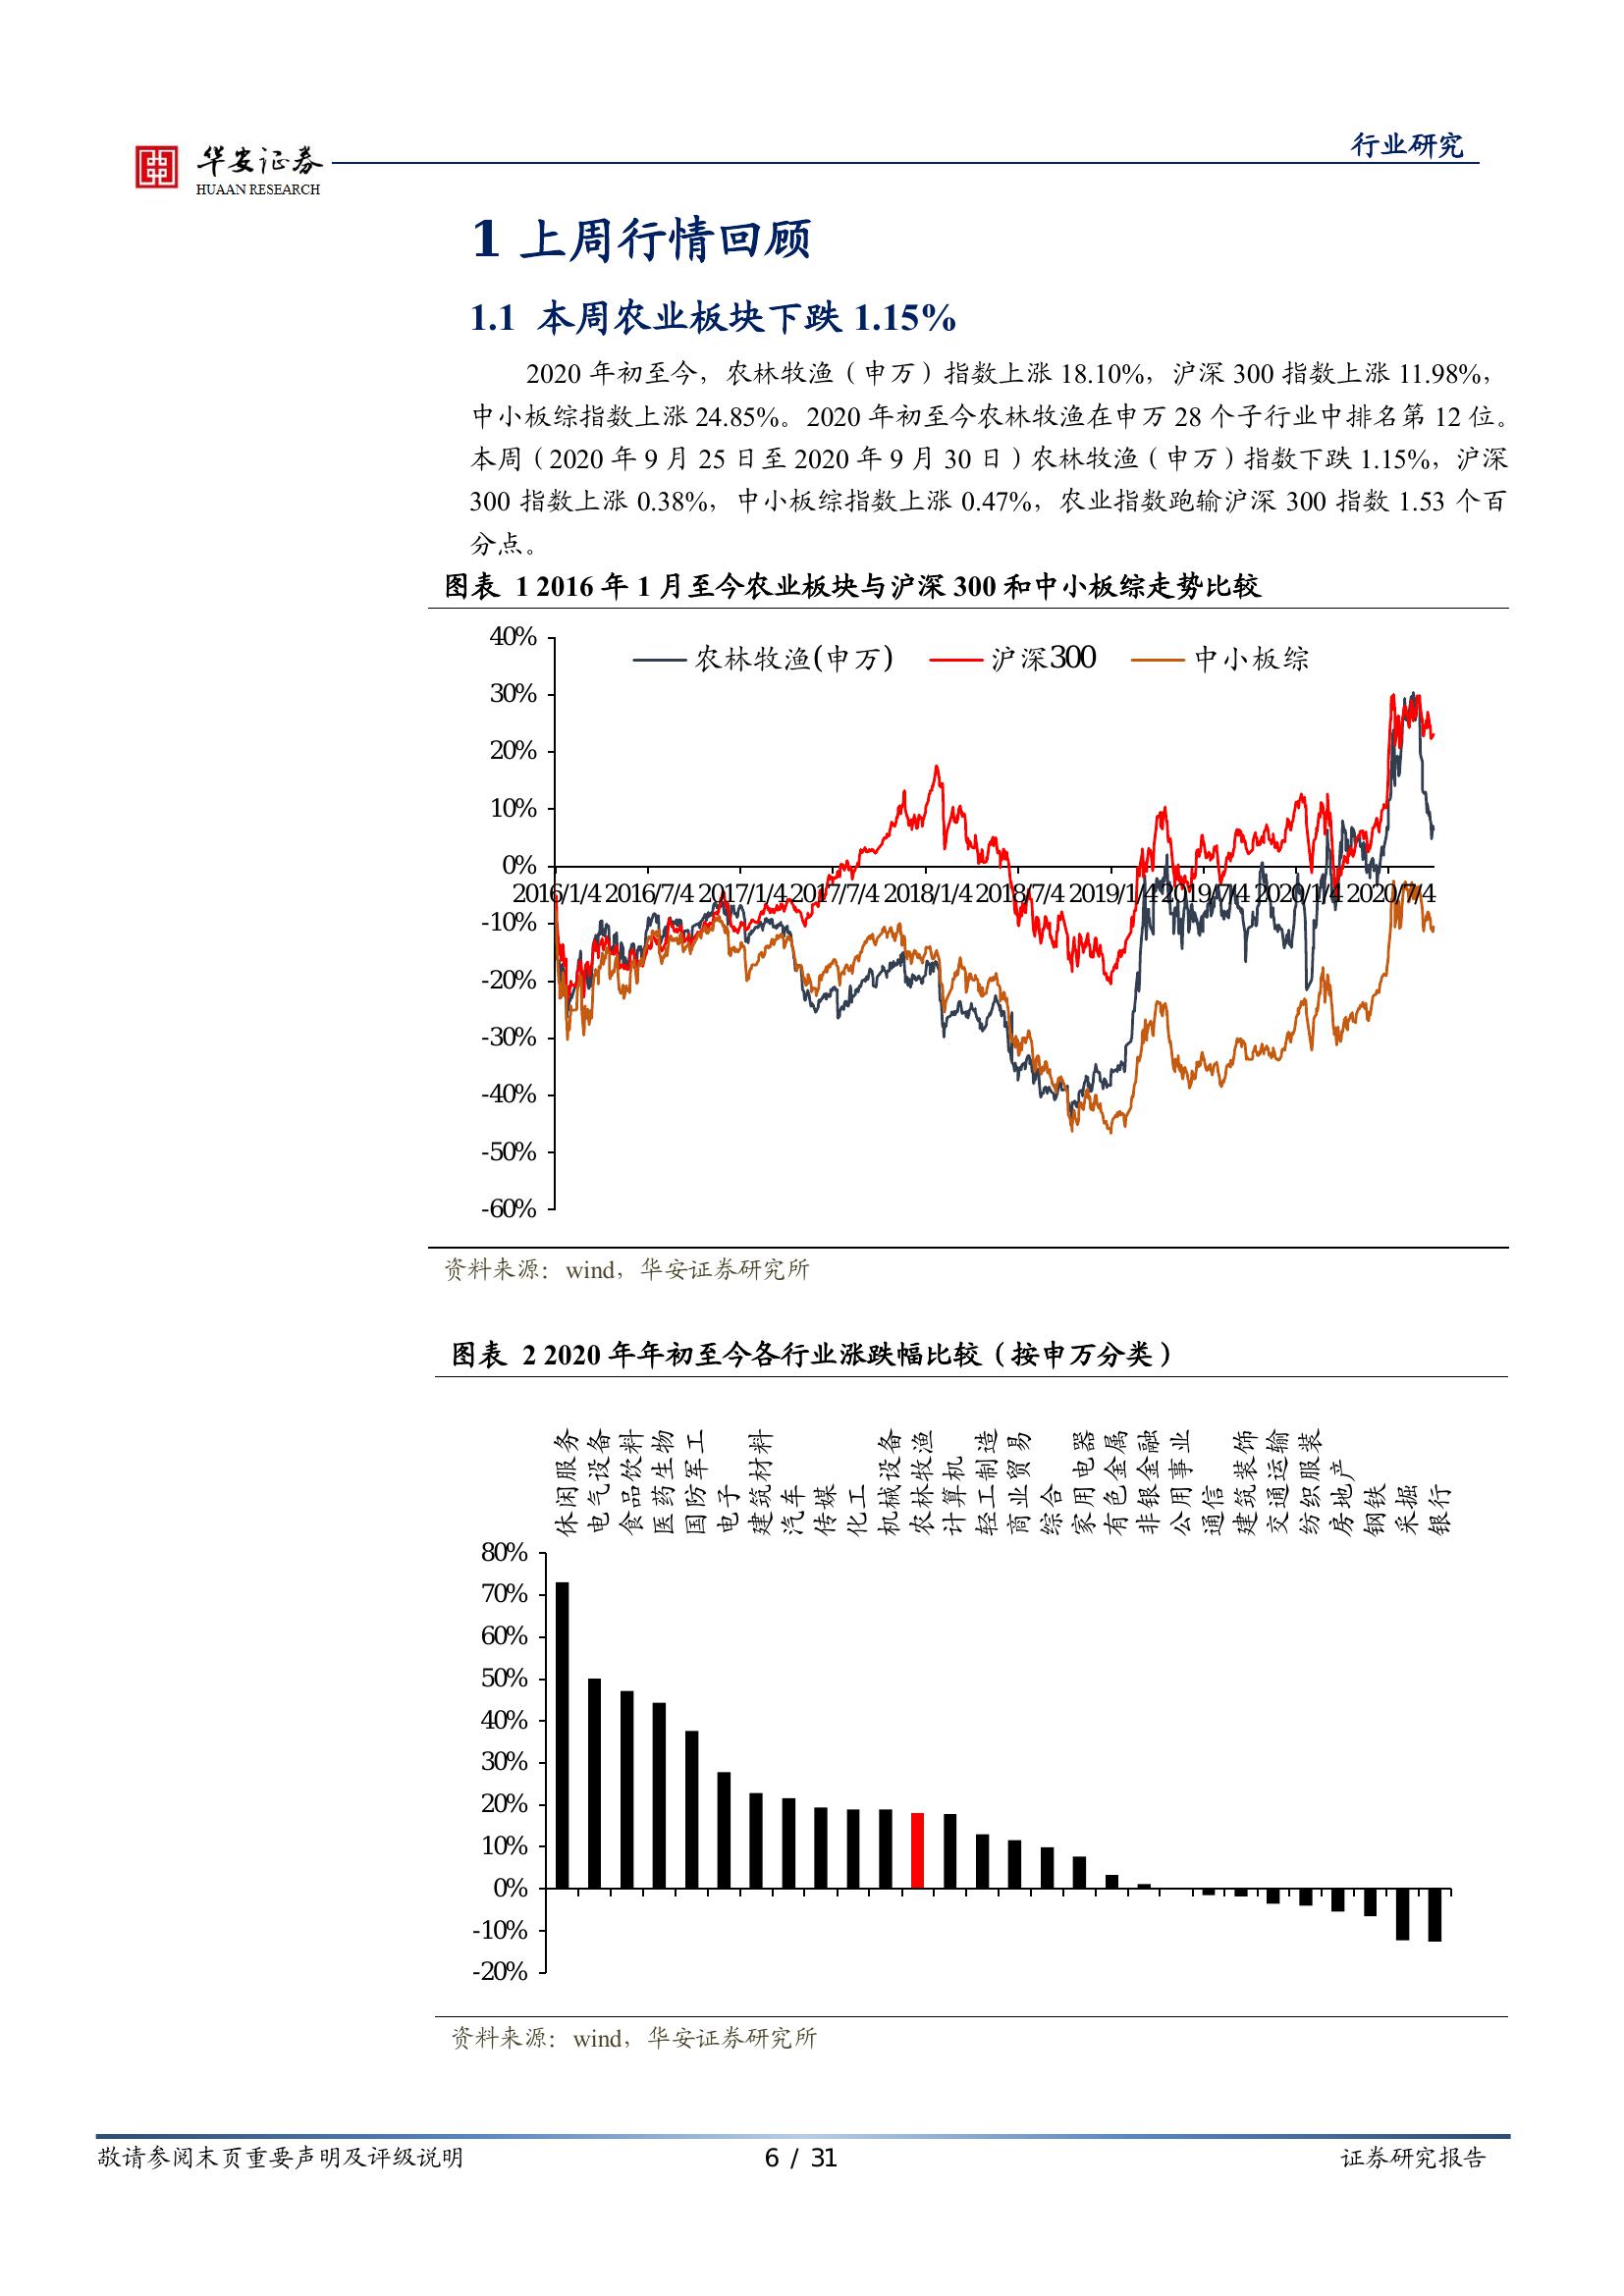 华安证券
HUAAN RESEARCH
行业研究
1 上周行情回顾
1.1 本周农业板块下跌 1.15%
2020 年初至今，农林牧渔（申万）指数上涨 18.10%，沪深 300 指数上涨 11.98%，
中小板综指数上涨 24.85%。2020 年初至今农林牧渔在申万 28 个子行业中排名第 12 位。
本周（2020 年 9 月 25 日至 2020 年 9 月 30 日）农林牧渔（申万）指数下跌 1.15%，沪深
300 指数上涨 0.38%，中小板综指数上涨 0.47%，农业指数跑输沪深 300 指数 1.53 个百
分点。
图表 1 2016 年 1 月至今农业板块与沪深 300 和中小板综走势比较
农林牧渔(申万)
沪深300
中小板综
40%
30%
20%
10%
0%
-10%
-20%
-30%
-40%
-50%
-60%
2016/1/4
2016/7/4
2017/1/4
2017/7/4
2018/1/4
2018/7/4
2019/1/4
2019/7/4
2020/1/4
2020/7/4
资料来源：wind，华安证券研究所
图表 2 2020 年年初至今各行业涨跌幅比较（按申万分类）
休闲服务
电气设备
食品饮料
医药生物
国防军工
电子
建筑材料
汽车
传媒
化工
机械设备
农林牧渔
计算机
轻工制造
商业贸易
综合
家用电器
有色金属
非银金融
公用事业
通信
建筑装饰
交通运输
纺织服装
房地产
钢铁
采掘
银行
80%
70%
60%
50%
40%
30%
20%
10%
0%
-10%
-20%
资料来源：wind，华安证券研究所
敬请参阅末页重要声明及评级说明
6 / 31
证券研究报告